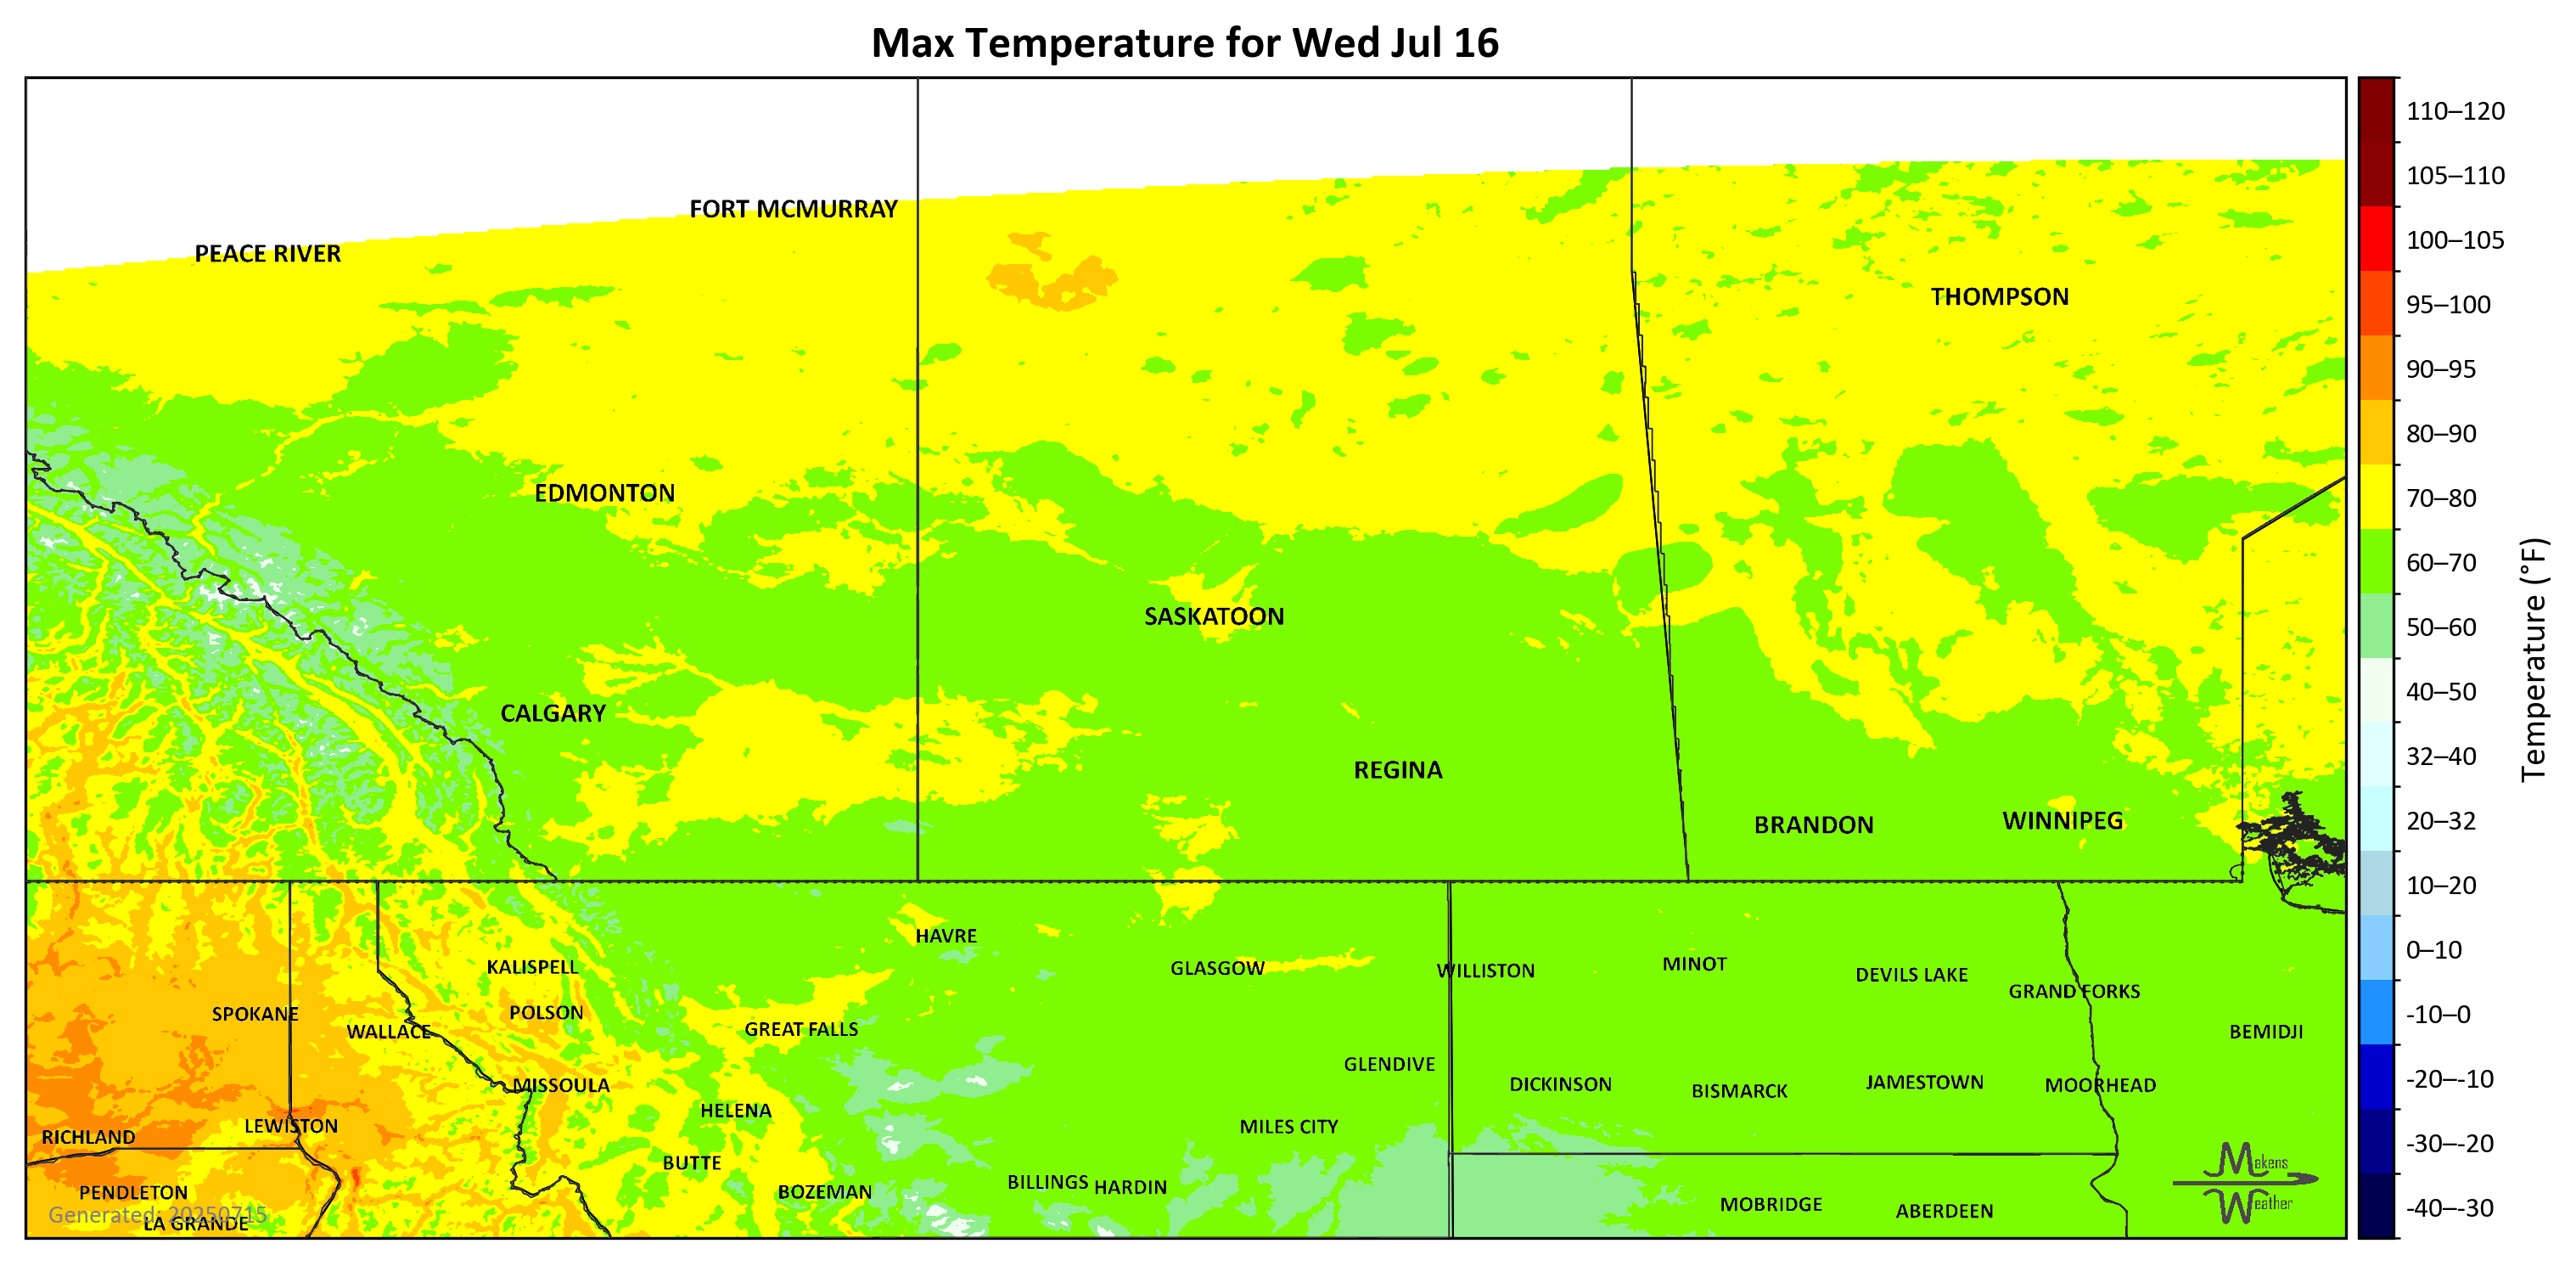 Max Temperature for Wed Jul 16
110–120
105–110
FORT MCMURRAY
100–105
PEACE RIVER
THOMPSON
95–100
90–95
80–90
EDMONTON
70–80
60–70
SASKATOON
50–60
Temperature (°F)
40–50
CALGARY
32–40
REGINA
20–32
BRANDON
WINNIPEG
10–20
HAVRE
0–10
KALISPELL
GLASGOW
WILLISTON
MINOT
DEVILS LAKE
GRAND FORKS
SPOKANE
POLSON
-10–0
WALLACE
GREAT FALLS
BEMIDJI
GLENDIVE
-20–-10
MISSOULA
DICKINSON
BISMARCK
JAMESTOWN
MOORHEAD
HELENA
LEWISTON
MILES CITY
RICHLAND
-30–-20
BUTTE
Makens
Weather
PENDLETON
BOZEMAN
BILLINGS
HARDIN
MOBRIDGE
ABERDEEN
-40–-30
Generated: 20250715
LA GRANDE